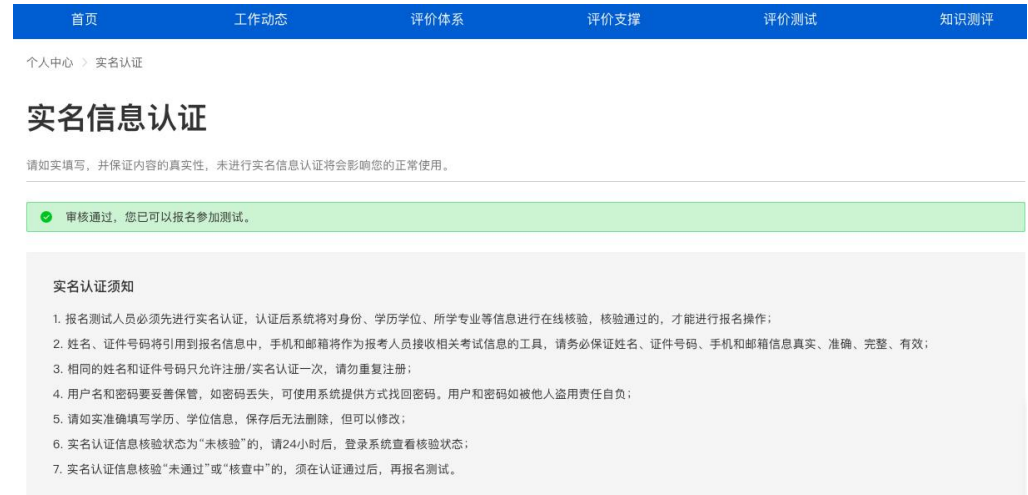 首页 工作动态 评价体系 评价支撑 评价测试 知识测评
个人中心 > 实名认证
实名信息认证
请如实填写，并保证内容的真实性，未进行实名信息认证将会影响您的正常使用。
审核通过，您已可以报名参加测试。
实名认证须知
1. 报名测试人员必须先进行实名认证，认证后系统将对身份、学历学位、所学专业等信息进行在线核验，核验通过的，才能进行报名操作；
2. 姓名、证件号码将引用到报名信息中，手机和邮箱将作为报考人员接收相关考试信息的工具，请务必保证姓名、证件号码、手机和邮箱信息真实、准确、完整、有效；
3. 相同的姓名和证件号码只允许注册/实名认证一次，请勿重复注册；
4. 用户名和密码要妥善保管，如密码丢失，可使用系统提供方式找回密码。用户和密码如被他人盗用责任自负；
5. 请如实准确填写学历、学位信息，保存后无法删除，但可以修改；
6. 实名认证信息核验状态为“未核验”的，请24小时后，登录系统查看核验状态；
7. 实名认证信息核验“未通过”或“核查中”的，须在认证通过后，再报名测试。